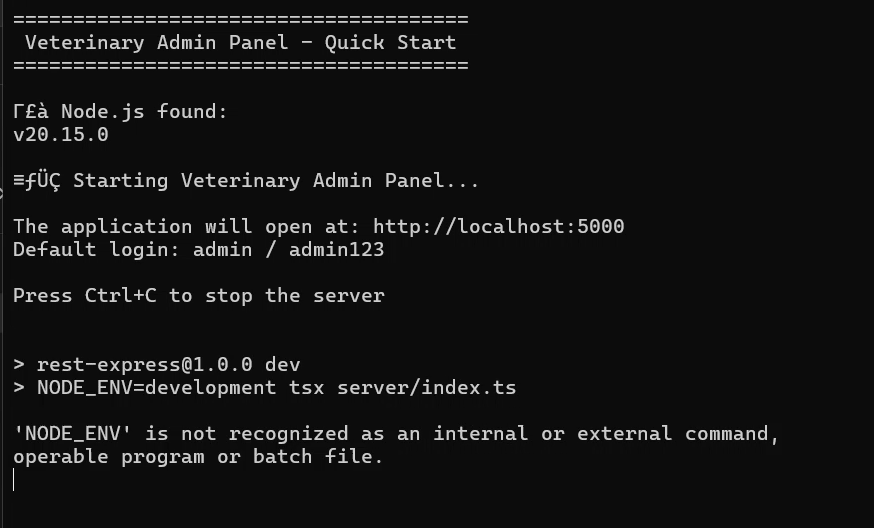 ======================================
Veterinary Admin Panel - Quick Start
======================================
Γ£à Node.js found:
v20.15.0
≡ƒÜÇ Starting Veterinary Admin Panel...
The application will open at: http://localhost:5000
Default login: admin / admin123
Press Ctrl+C to stop the server
> rest-express@1.0.0 dev
> NODE_ENV=development tsx server/index.ts
'NODE_ENV' is not recognized as an internal or external command,
operable program or batch file.